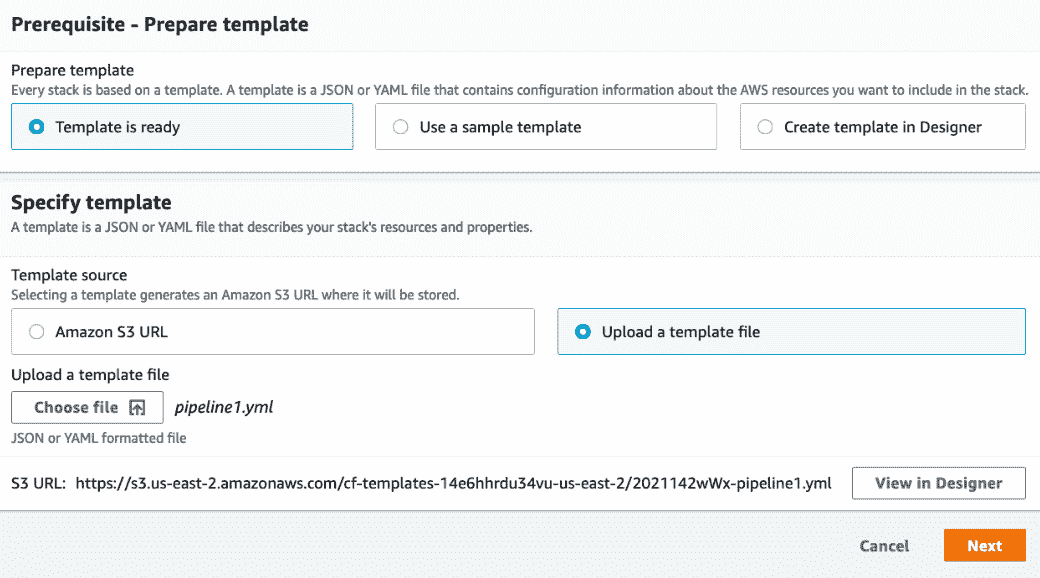 Prerequisite - Prepare template
Prepare template
Every stack is based on a template. A template is a JSON or YAML file that contains configuration information about the AWS resources you want to include in the stack.
Template is ready
Use a sample template
Create template in Designer
Specify template
A template is a JSON or YAML file that describes your stack's resources and properties.
Template source
Selecting a template generates an Amazon S3 URL where it will be stored.
Amazon S3 URL
Upload a template file
Upload a template file
Choose file
pipeline1.yml
JSON or YAML formatted file
S3 URL: https://s3.us-east-2.amazonaws.com/cf-templates-14e6hhrdu34vu-us-east-2/2021142wWx-pipeline1.yml
View in Designer
Cancel
Next